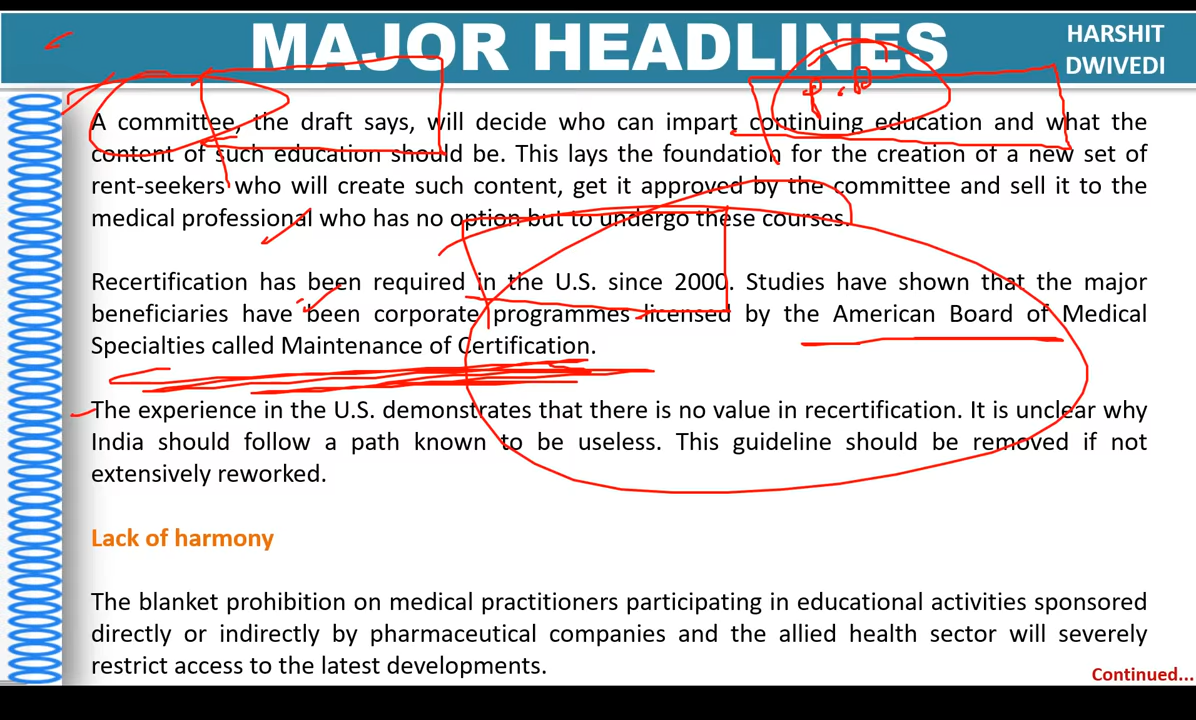 MAJOR HEADLINES
HARSHIT
DWIVEDI
A committee, the draft says, will decide who can impart continuing education and what the
content of such education should be. This lays the foundation for the creation of a new set of
rent-seekers who will create such content, get it approved by the committee and sell it to the
medical professional who has no option but to undergo these courses.
Recertification has been required in the U.S. since 2000. Studies have shown that the major
beneficiaries have been corporate programmes licensed by the American Board of Medical
Specialties called Maintenance of Certification.
The experience in the U.S. demonstrates that there is no value in recertification. It is unclear why
India should follow a path known to be useless. This guideline should be removed if not
extensively reworked.
Lack of harmony
The blanket prohibition on medical practitioners participating in educational activities sponsored
directly or indirectly by pharmaceutical companies and the allied health sector will severely
restrict access to the latest developments.
Continued...